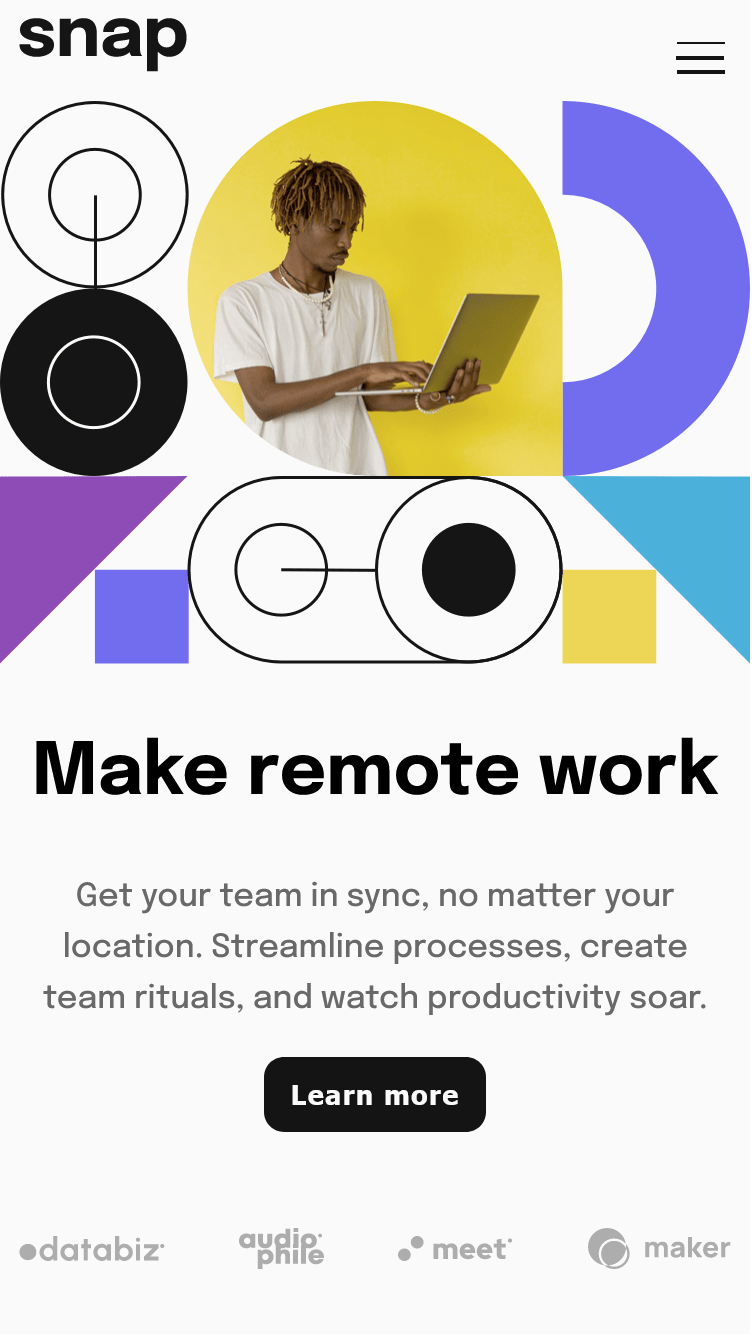 snap
Make remote work
Get your team in sync, no matter your
location. Streamline processes, create
team rituals, and watch productivity soar.
Learn more
databiz
audio
phile
meet
maker